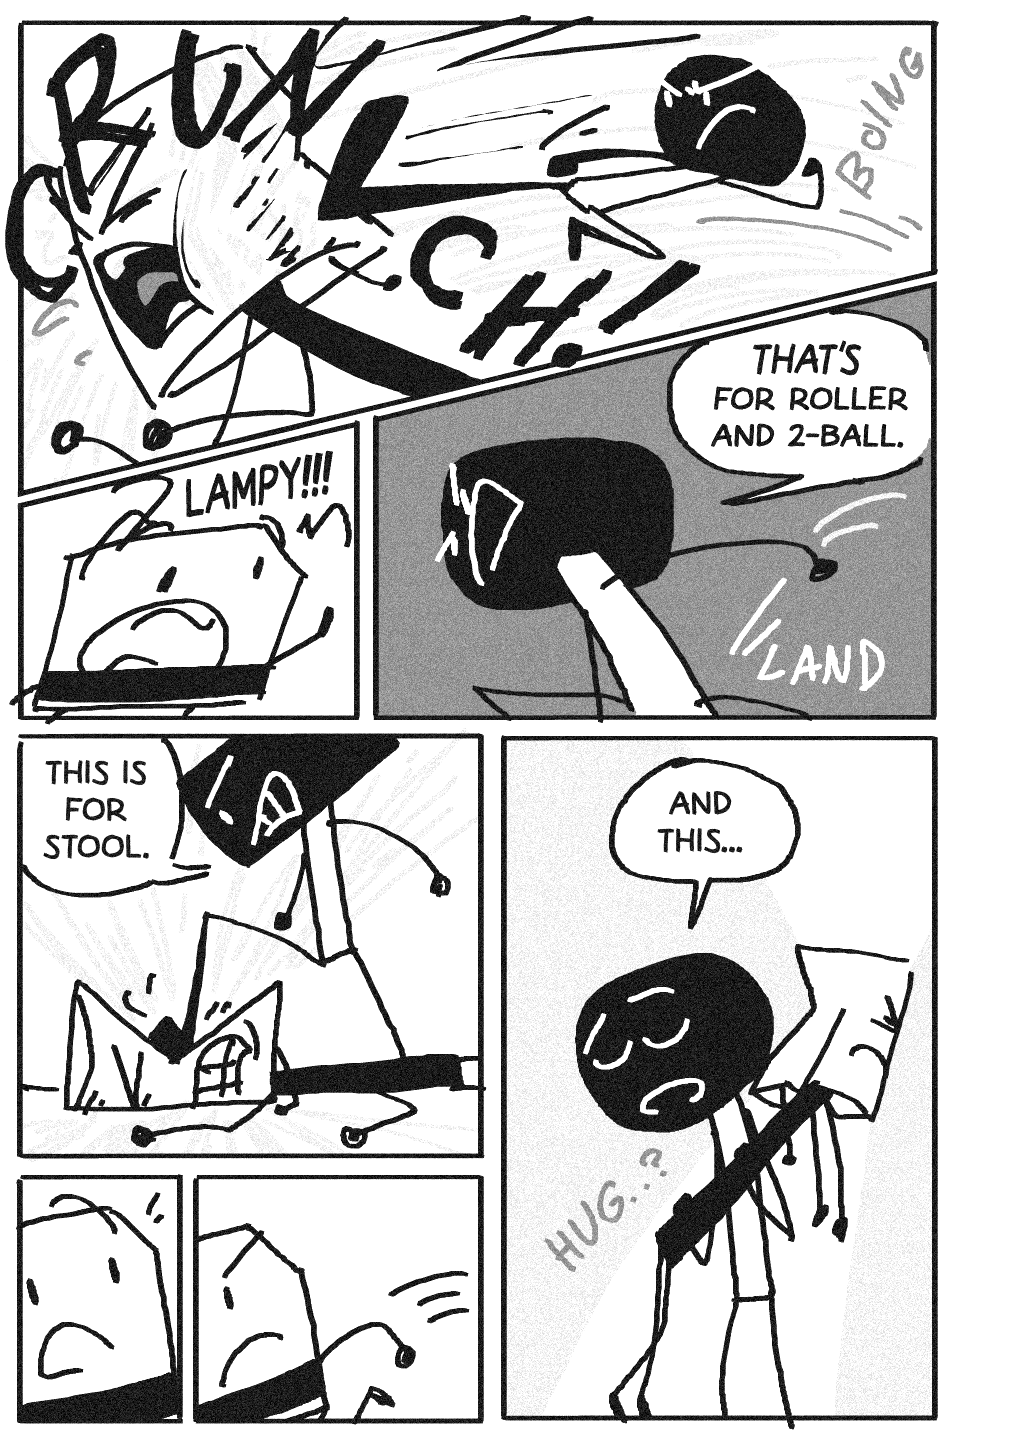 CRUNCH!
BOING
THAT'S
FOR ROLLER
AND 2-BALL.
LAMPY!!!
LAND
THIS IS
FOR
STOOL.
AND
THIS...
HUG..?